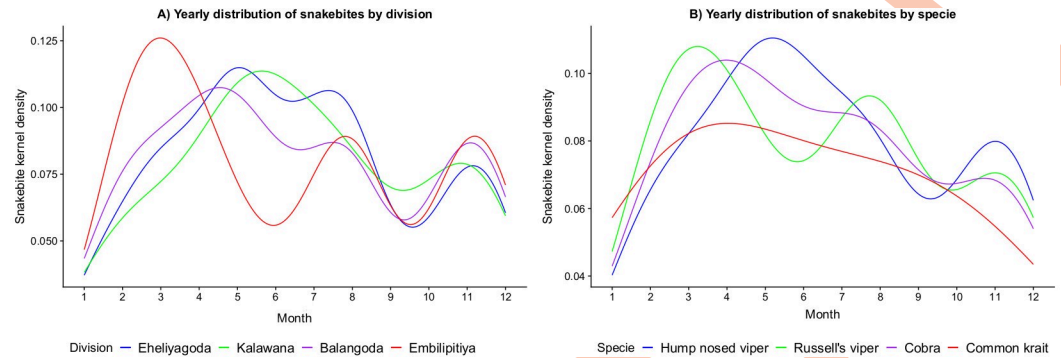 A) Yearly distribution of snakebites by division
Snakebite kernel density
0.125
0.100
0.075
0.050
1 2 3 4 5 6 7 8 9 10 11 12
Month
Division Eheliyagoda Kalawana Balangoda Embilipitiya
B) Yearly distribution of snakebites by specie
Snakebite kernel density
0.10
0.08
0.06
0.04
1 2 3 4 5 6 7 8 9 10 11 12
Month
Specie Hump nosed viper Russell's viper Cobra Common krait